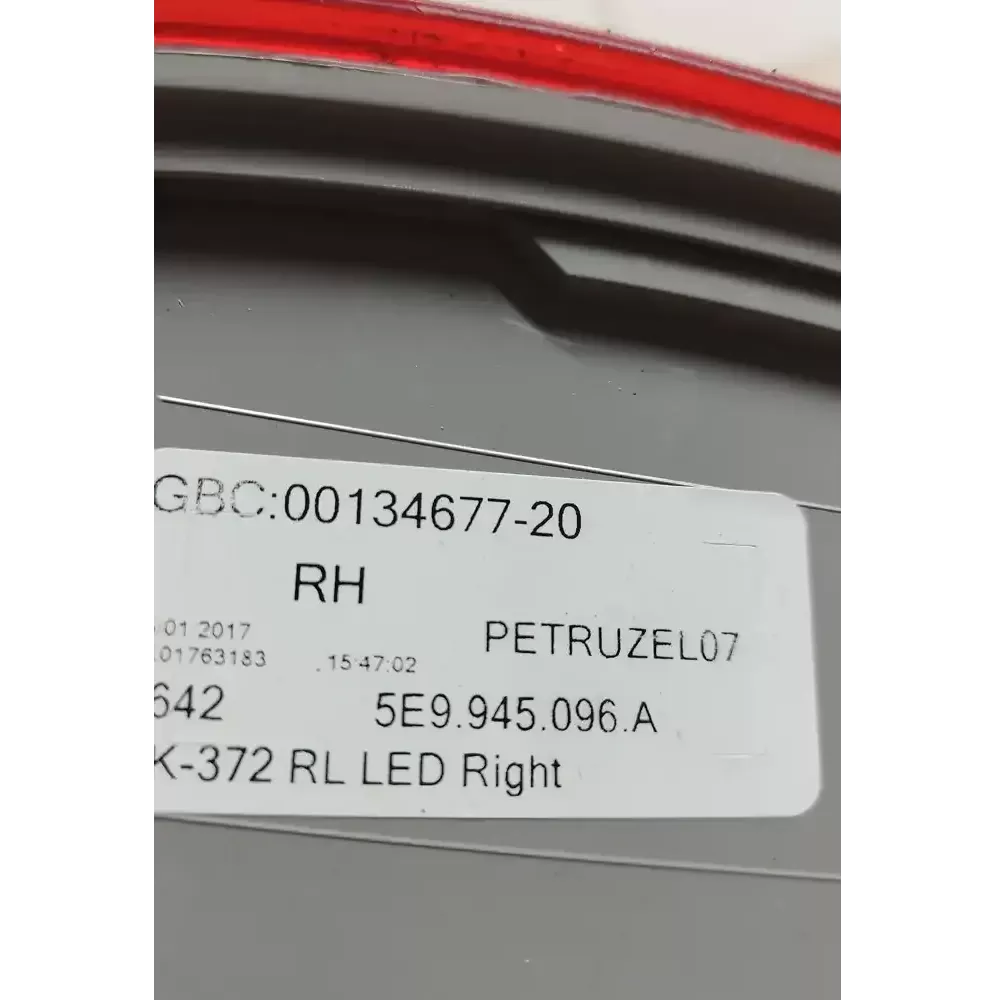 GBC:00134677-20
RH
01 2017
PETRUZEL07
01763183 15:47:02
642 5E9.945.096.A
K-372 RL LED Right